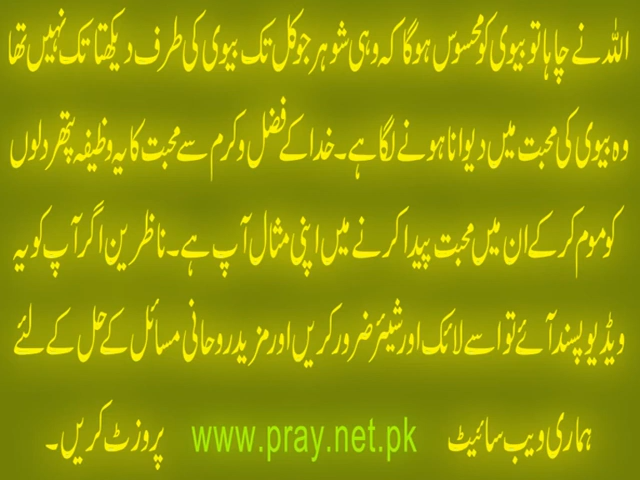 اللہ نے چاہا تو بیوی کو محسوس ہوگا کہ وہی شوہر جو کل تک بیوی کی طرف دیکھتا تک نہیں تھا
وہ بیوی کی محبت میں دیوانا ہونے لگا ہے۔ خدا کے فضل و کرم سے محبت کا یہ وظیفہ پتھر دلوں
کو موم کر کے ان میں محبت پیدا کرنے میں اپنی مثال آپ ہے۔ ناظرین اگر آپ کو یہ
ویڈیو پسند آئے تو اسے لائک اور شیئر ضرور کریں اور مزید روحانی مسائل کے حل کے لئے
ہماری ویب سائیٹ www.pray.net.pk پر وزٹ کریں۔